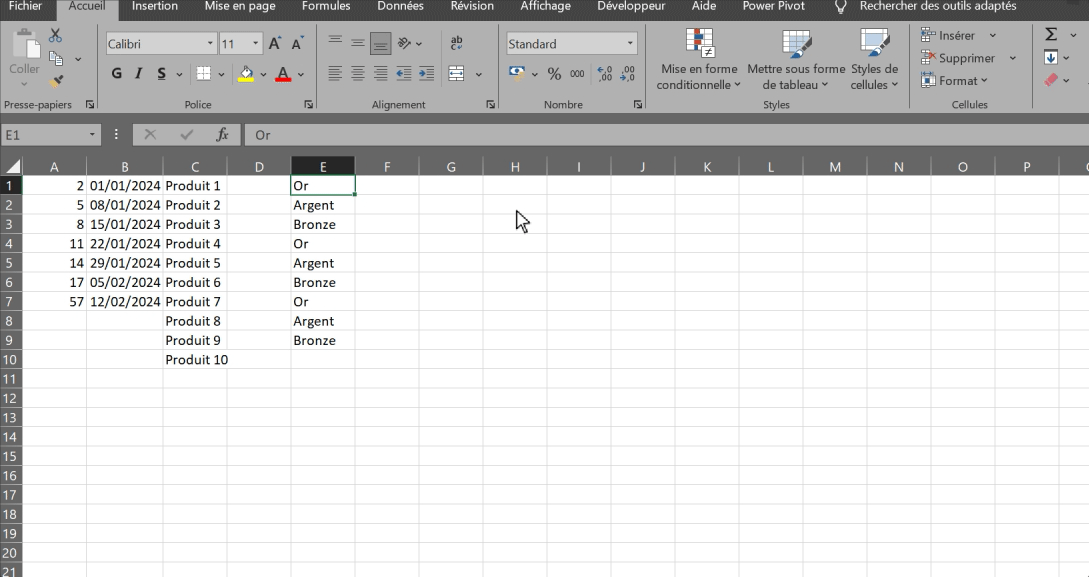 Fichier Accueil Insertion Mise en page Formules Données Révision Affichage Développeur Aide Power Pivot Rechercher des outils adaptés
Coller
Calibri 11
G I S
ab
Standard
% 000
Mise en forme conditionnelle
Mettre sous forme de tableau
Styles de cellules
Insérer
Supprimer
Format
Presse-papiers Police Alignement Nombre Styles Cellules
E1 fx Or
A B C D E F G H I J K L M N O P
1 2 01/01/2024 Produit 1 Or
2 5 08/01/2024 Produit 2 Argent
3 8 15/01/2024 Produit 3 Bronze
4 11 22/01/2024 Produit 4 Or
5 14 29/01/2024 Produit 5 Argent
6 17 05/02/2024 Produit 6 Bronze
7 57 12/02/2024 Produit 7 Or
8 Produit 8 Argent
9 Produit 9 Bronze
10 Produit 10
11
12
13
14
15
16
17
18
19
20
21